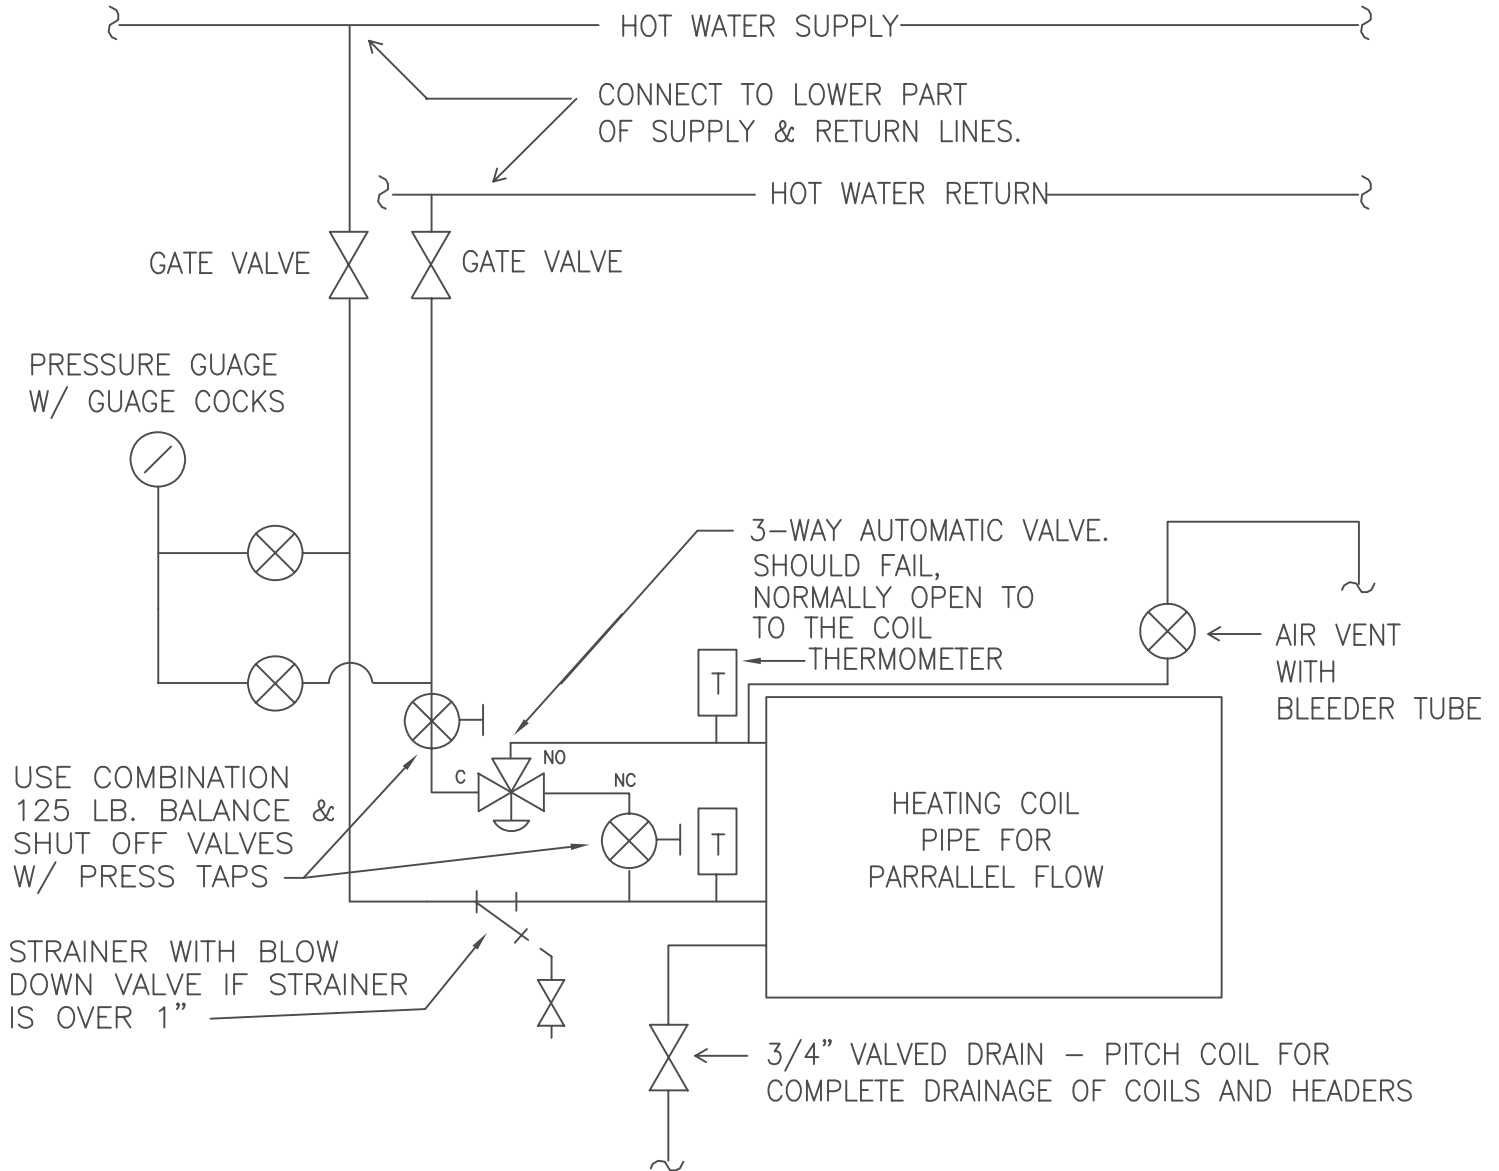 HOT WATER SUPPLY
CONNECT TO LOWER PART
OF SUPPLY & RETURN LINES.
HOT WATER RETURN
GATE VALVE
GATE VALVE
PRESSURE GUAGE
W/ GUAGE COCKS
3-WAY AUTOMATIC VALVE.
SHOULD FAIL,
NORMALLY OPEN TO
TO THE COIL
THERMOMETER
T
AIR VENT
WITH
BLEEDER TUBE
USE COMBINATION
125 LB. BALANCE &
SHUT OFF VALVES
W/ PRESS TAPS
C
NO
NC
T
HEATING COIL
PIPE FOR
PARRALLEL FLOW
STRAINER WITH BLOW
DOWN VALVE IF STRAINER
IS OVER 1"
3/4" VALVED DRAIN - PITCH COIL FOR
COMPLETE DRAINAGE OF COILS AND HEADERS